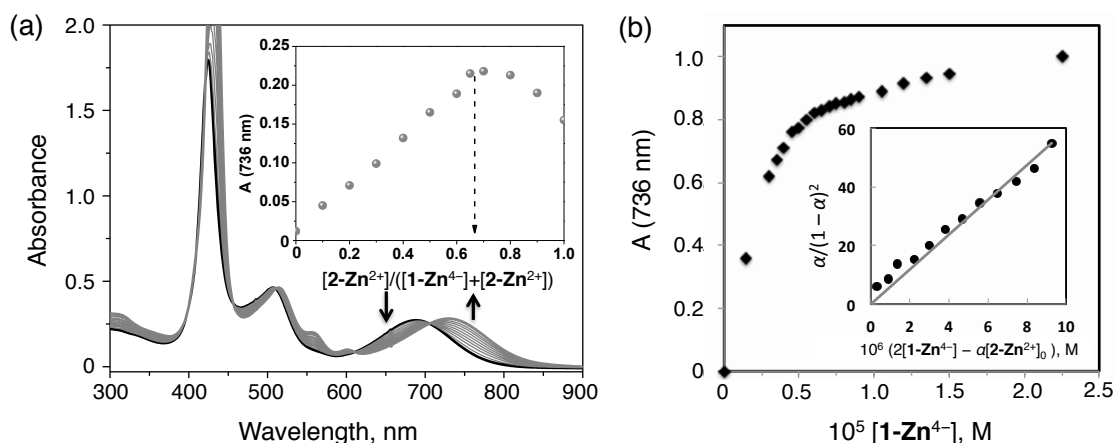 (a)
2.0
1.5
1.0
0.5
0
Absorbance
300 400 500 600 700 800 900
Wavelength, nm
0.25
0.20
0.15
0.10
0.05
0
A (736 nm)
0.0 0.2 0.4 0.6 0.8 1.0
[2-Zn²⁺]/([1-Zn⁴⁻]+[2-Zn²⁺])
(b)
1.0
0.8
0.6
0.4
0.2
0
A (736 nm)
0 0.5 1.0 1.5 2.0 2.5
10⁵ [1-Zn⁴⁻], M
60
40
20
0
α/(1 – α)²
0 2 4 6 8 10
10⁶ (2[1-Zn⁴⁻] – α[2-Zn²⁺]₀ ), M